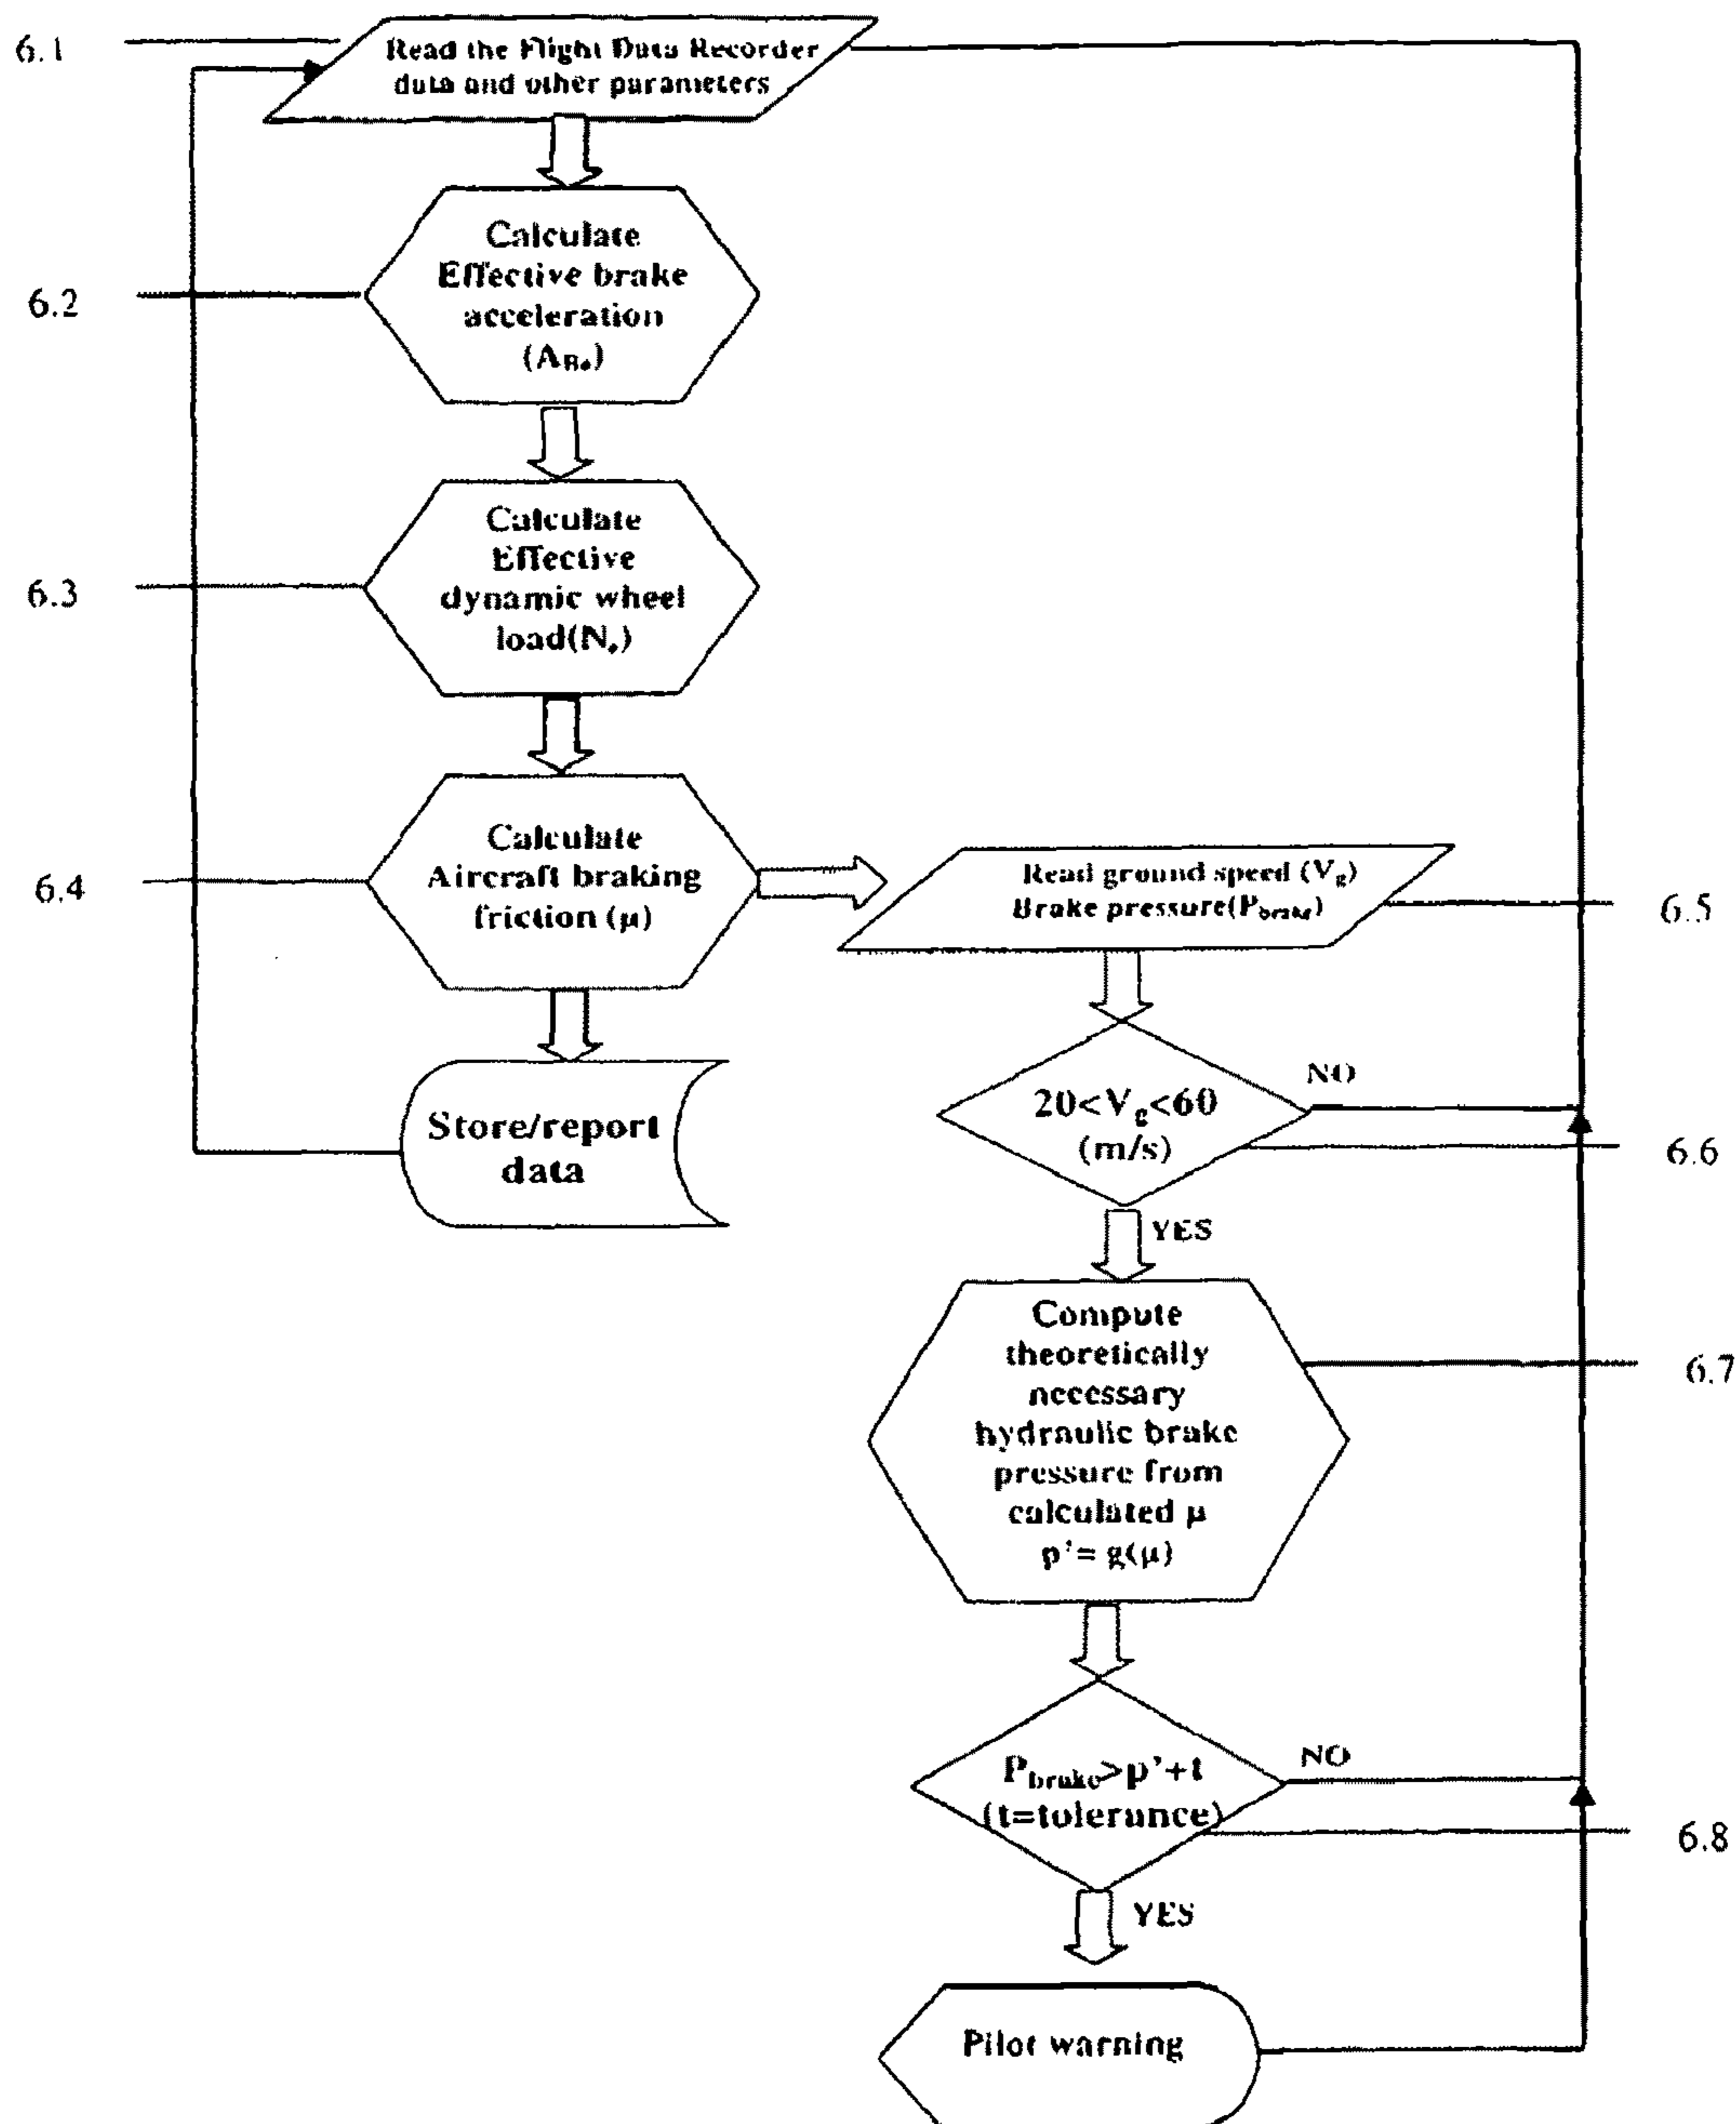 6.1
Read the Flight Data Recorder
data and other parameters
6.2
Calculate
Effective brake
acceleration
(A_Be)
6.3
Calculate
Effective
dynamic wheel
load(N_e)
6.4
Calculate
Aircraft braking
friction (μ)
Read ground speed (V_g)
Brake pressure(P_brake)
6.5
Store/report
data
20<V_g<60
(m/s)
NO
6.6
YES
Compute
theoretically
necessary
hydraulic brake
pressure from
calculated μ
p'= g(μ)
6.7
P_brake>p'+t
(t=tolerance)
NO
6.8
YES
Pilot warning